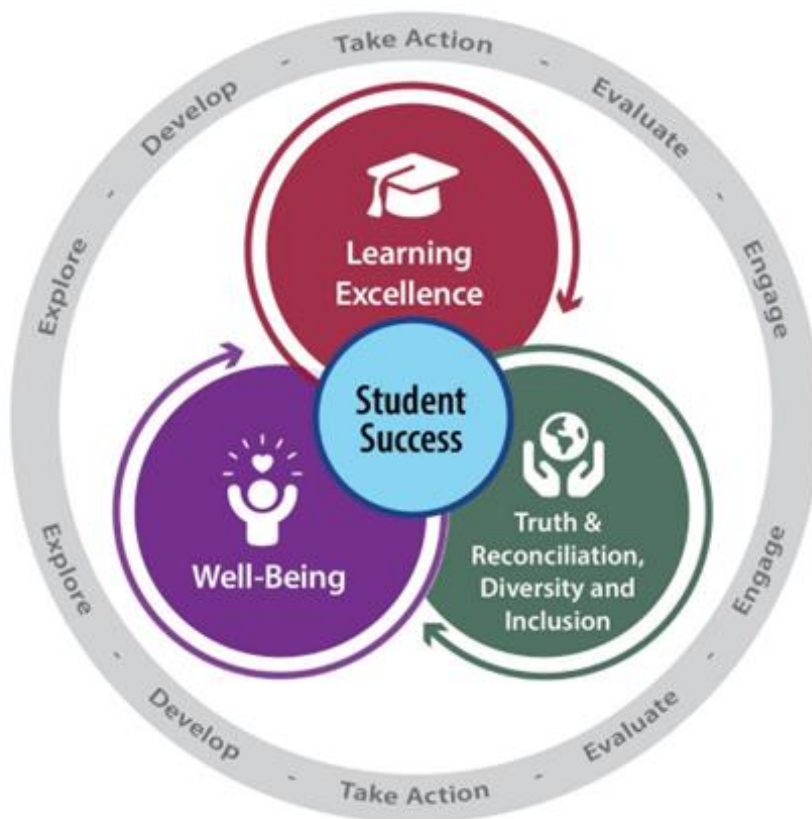 Explore - Develop - Take Action - Evaluate - Engage
Learning
Excellence
Student
Success
Well-Being
Truth &
Reconciliation,
Diversity and
Inclusion
Explore - Develop - Take Action - Evaluate - Engage